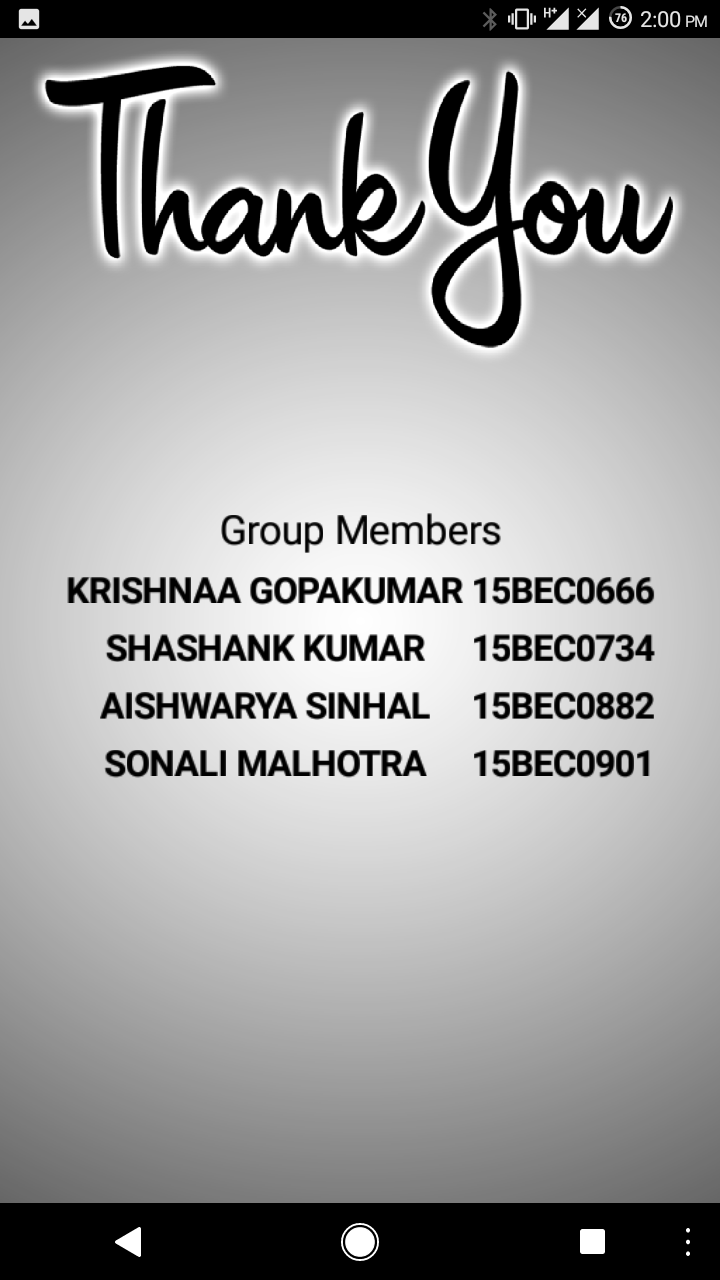 H+ 76 2:00 PM
Thank You
Group Members
KRISHNAA GOPAKUMAR 15BEC0666
SHASHANK KUMAR 15BEC0734
AISHWARYA SINHAL 15BEC0882
SONALI MALHOTRA 15BEC0901